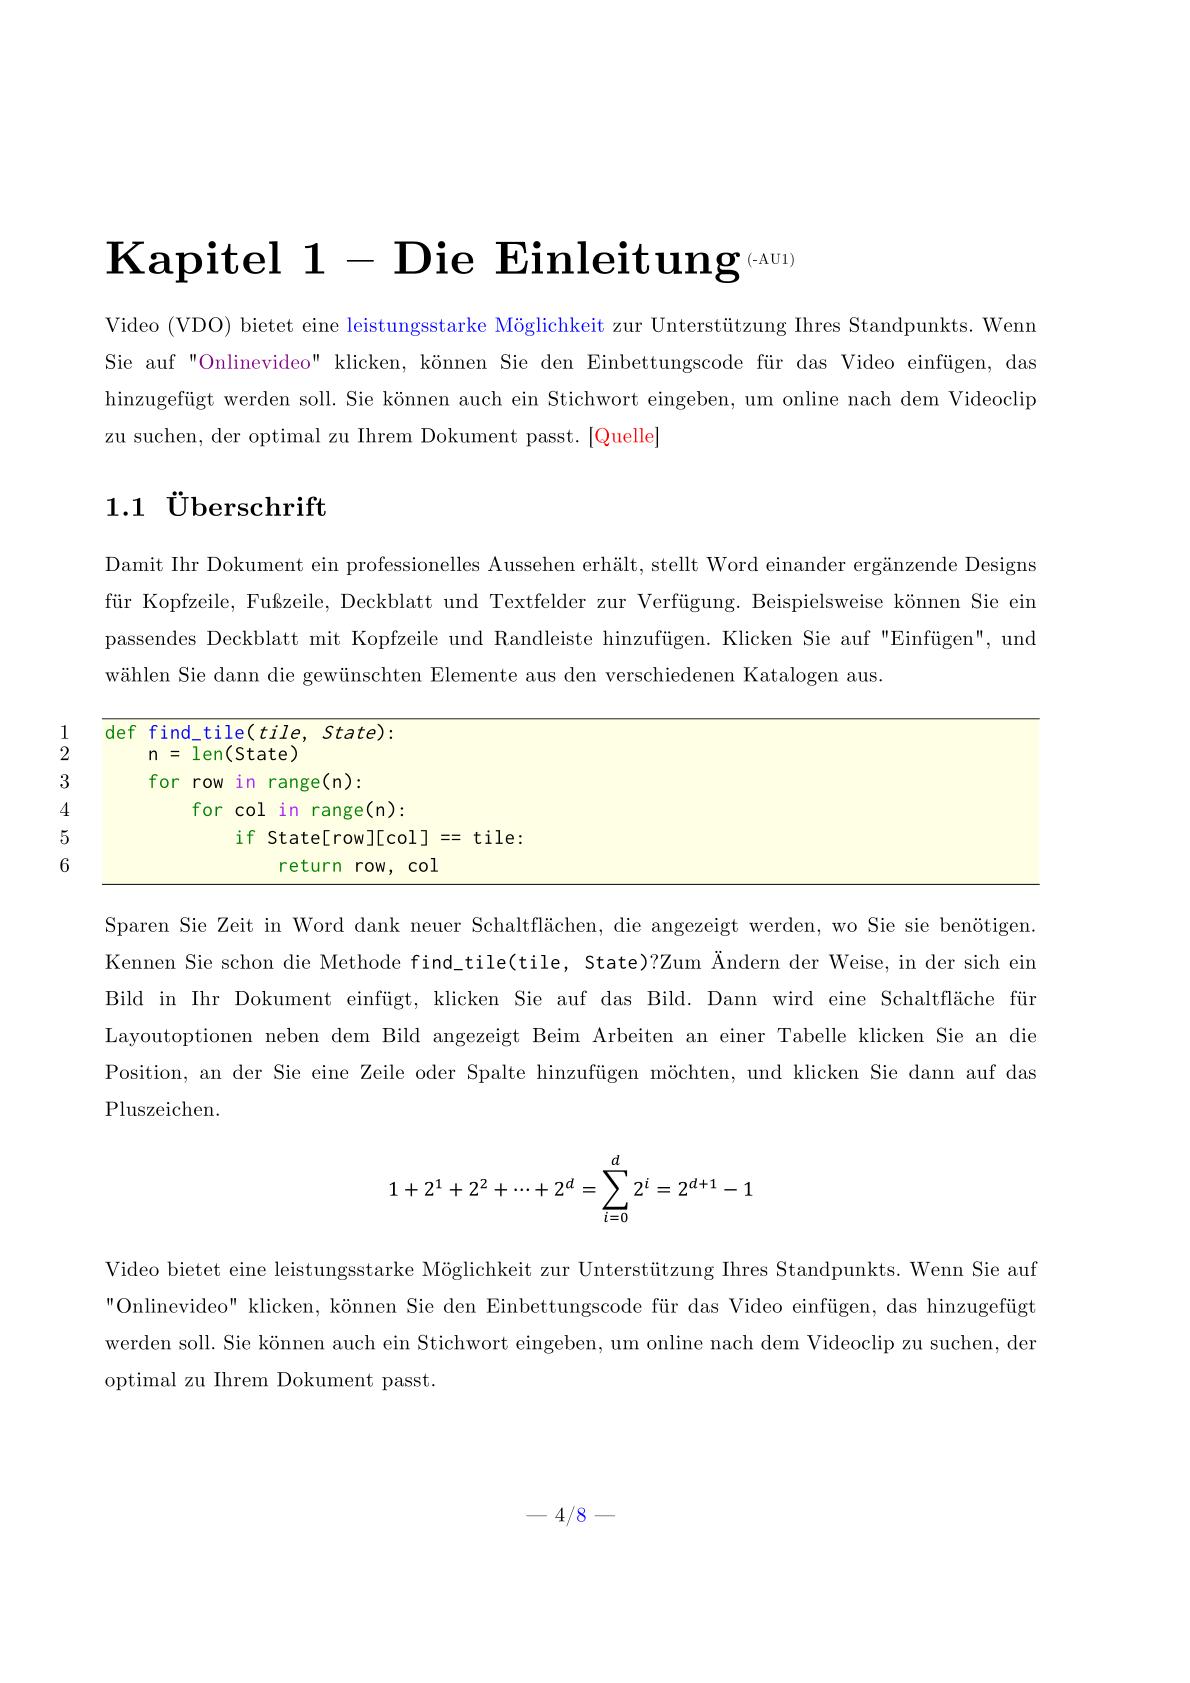 Kapitel 1 – Die Einleitung (-AU1)
Video (VDO) bietet eine leistungsstarke Möglichkeit zur Unterstützung Ihres Standpunkts. Wenn
Sie auf "Onlinevideo" klicken, können Sie den Einbettungscode für das Video einfügen, das
hinzugefügt werden soll. Sie können auch ein Stichwort eingeben, um online nach dem Videoclip
zu suchen, der optimal zu Ihrem Dokument passt. [Quelle]
1.1 Überschrift
Damit Ihr Dokument ein professionelles Aussehen erhält, stellt Word einander ergänzende Designs
für Kopfzeile, Fußzeile, Deckblatt und Textfelder zur Verfügung. Beispielsweise können Sie ein
passendes Deckblatt mit Kopfzeile und Randleiste hinzufügen. Klicken Sie auf "Einfügen", und
wählen Sie dann die gewünschten Elemente aus den verschiedenen Katalogen aus.
1 def find_tile(tile, State):
2     n = len(State)
3     for row in range(n):
4         for col in range(n):
5             if State[row][col] == tile:
6                 return row, col
Sparen Sie Zeit in Word dank neuer Schaltflächen, die angezeigt werden, wo Sie sie benötigen.
Kennen Sie schon die Methode find_tile(tile, State)?Zum Ändern der Weise, in der sich ein
Bild in Ihr Dokument einfügt, klicken Sie auf das Bild. Dann wird eine Schaltfläche für
Layoutoptionen neben dem Bild angezeigt Beim Arbeiten an einer Tabelle klicken Sie an die
Position, an der Sie eine Zeile oder Spalte hinzufügen möchten, und klicken Sie dann auf das
Pluszeichen.
1 + 2¹ + 2² + ⋯ + 2^d = ∑_{i=0}^{d} 2^i = 2^{d+1} − 1
Video bietet eine leistungsstarke Möglichkeit zur Unterstützung Ihres Standpunkts. Wenn Sie auf
"Onlinevideo" klicken, können Sie den Einbettungscode für das Video einfügen, das hinzugefügt
werden soll. Sie können auch ein Stichwort eingeben, um online nach dem Videoclip zu suchen, der
optimal zu Ihrem Dokument passt.
— 4/8 —